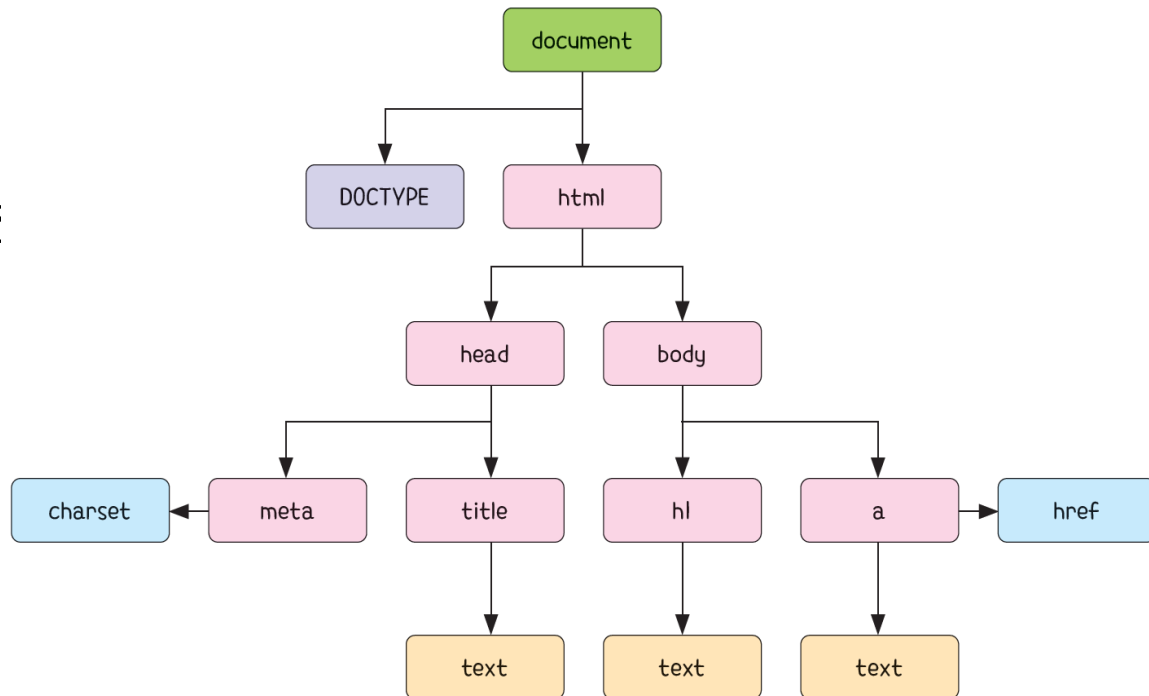 document
DOCTYPE html
head body
charset meta title h1 a href
text text text